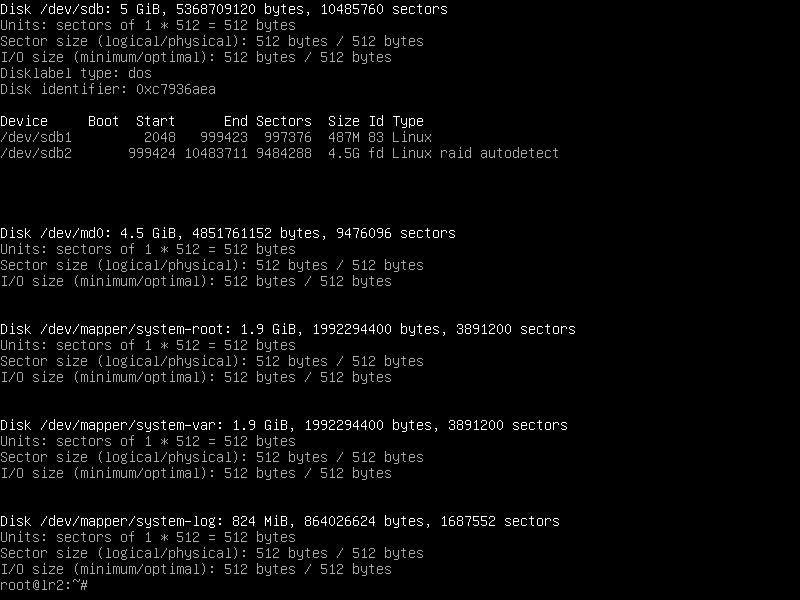 Disk /dev/sdb: 5 GiB, 5368709120 bytes, 10485760 sectors
Units: sectors of 1 * 512 = 512 bytes
Sector size (logical/physical): 512 bytes / 512 bytes
I/O size (minimum/optimal): 512 bytes / 512 bytes
Disklabel type: dos
Disk identifier: 0xc7936aea
Device     Boot  Start      End Sectors  Size Id Type
/dev/sdb1         2048   999423  997376  487M 83 Linux
/dev/sdb2       999424 10483711 9484288  4.5G fd Linux raid autodetect
Disk /dev/md0: 4.5 GiB, 4851761152 bytes, 9476096 sectors
Units: sectors of 1 * 512 = 512 bytes
Sector size (logical/physical): 512 bytes / 512 bytes
I/O size (minimum/optimal): 512 bytes / 512 bytes
Disk /dev/mapper/system-root: 1.9 GiB, 1992294400 bytes, 3891200 sectors
Units: sectors of 1 * 512 = 512 bytes
Sector size (logical/physical): 512 bytes / 512 bytes
I/O size (minimum/optimal): 512 bytes / 512 bytes
Disk /dev/mapper/system-var: 1.9 GiB, 1992294400 bytes, 3891200 sectors
Units: sectors of 1 * 512 = 512 bytes
Sector size (logical/physical): 512 bytes / 512 bytes
I/O size (minimum/optimal): 512 bytes / 512 bytes
Disk /dev/mapper/system-log: 824 MiB, 864026624 bytes, 1687552 sectors
Units: sectors of 1 * 512 = 512 bytes
Sector size (logical/physical): 512 bytes / 512 bytes
I/O size (minimum/optimal): 512 bytes / 512 bytes
root@lr2:~#